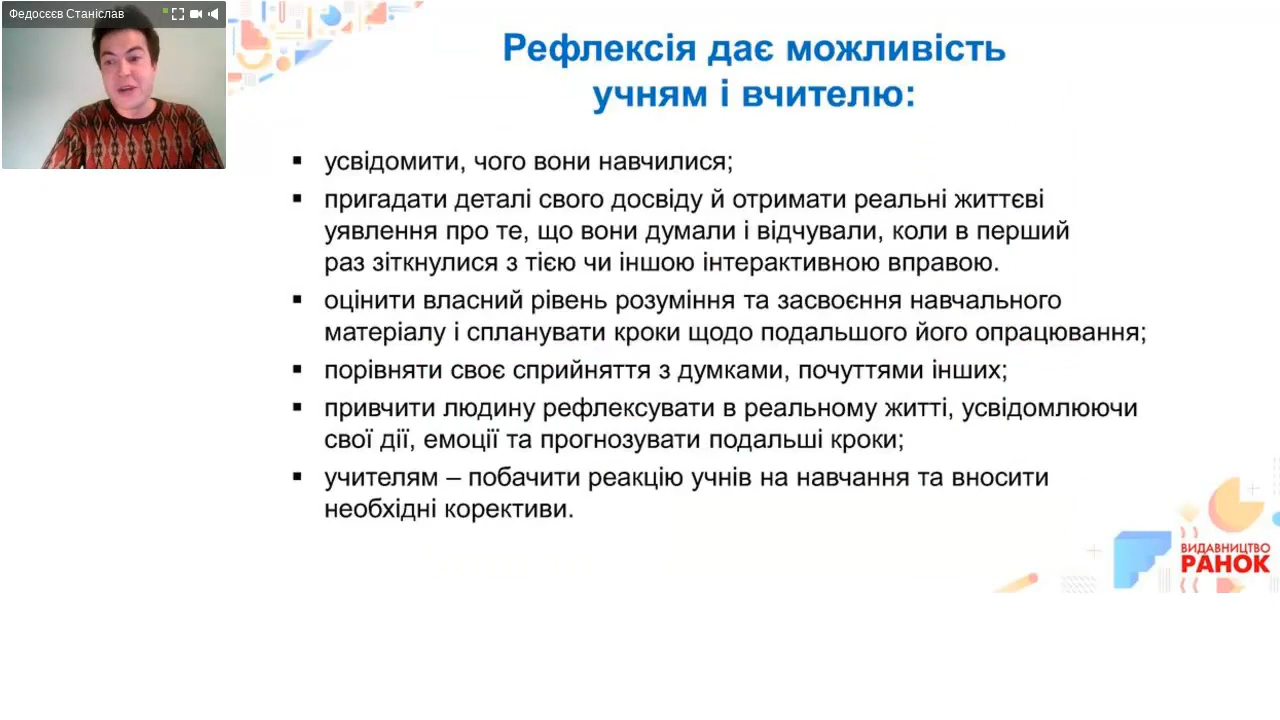 Федосєєв Станіслав
Рефлексія дає можливість
учням і вчителю:
▪ усвідомити, чого вони навчилися;
▪ пригадати деталі свого досвіду й отримати реальні життєві
уявлення про те, що вони думали і відчували, коли в перший
раз зіткнулися з тією чи іншою інтерактивною вправою.
▪ оцінити власний рівень розуміння та засвоєння навчального
матеріалу і спланувати кроки щодо подальшого його опрацювання;
▪ порівняти своє сприйняття з думками, почуттями інших;
▪ привчити людину рефлексувати в реальному житті, усвідомлюючи
свої дії, емоції та прогнозувати подальші кроки;
▪ учителям – побачити реакцію учнів на навчання та вносити
необхідні корективи.
ВИДАВНИЦТВО
РАНОК